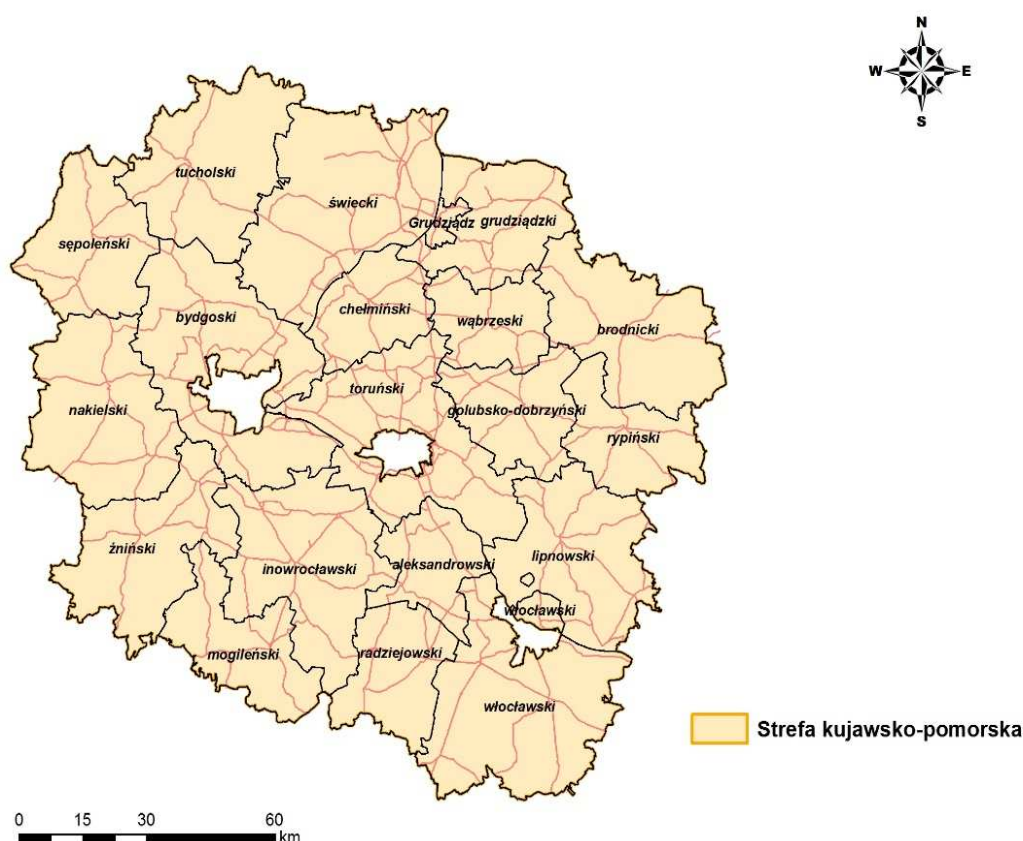 N
W E
S
tucholski
świecki
Grudziądz
grudziądzki
sępoleński
chełmiński
bydgoski
wąbrzeski
brodnicki
toruński
nakielski
golubsko-dobrzyński
rypiński
żniński
lipnowski
inowrocławski
aleksandrowski
włocławski
mogileński
radziejowski
włocławski
Strefa kujawsko-pomorska
0 15 30 60
km